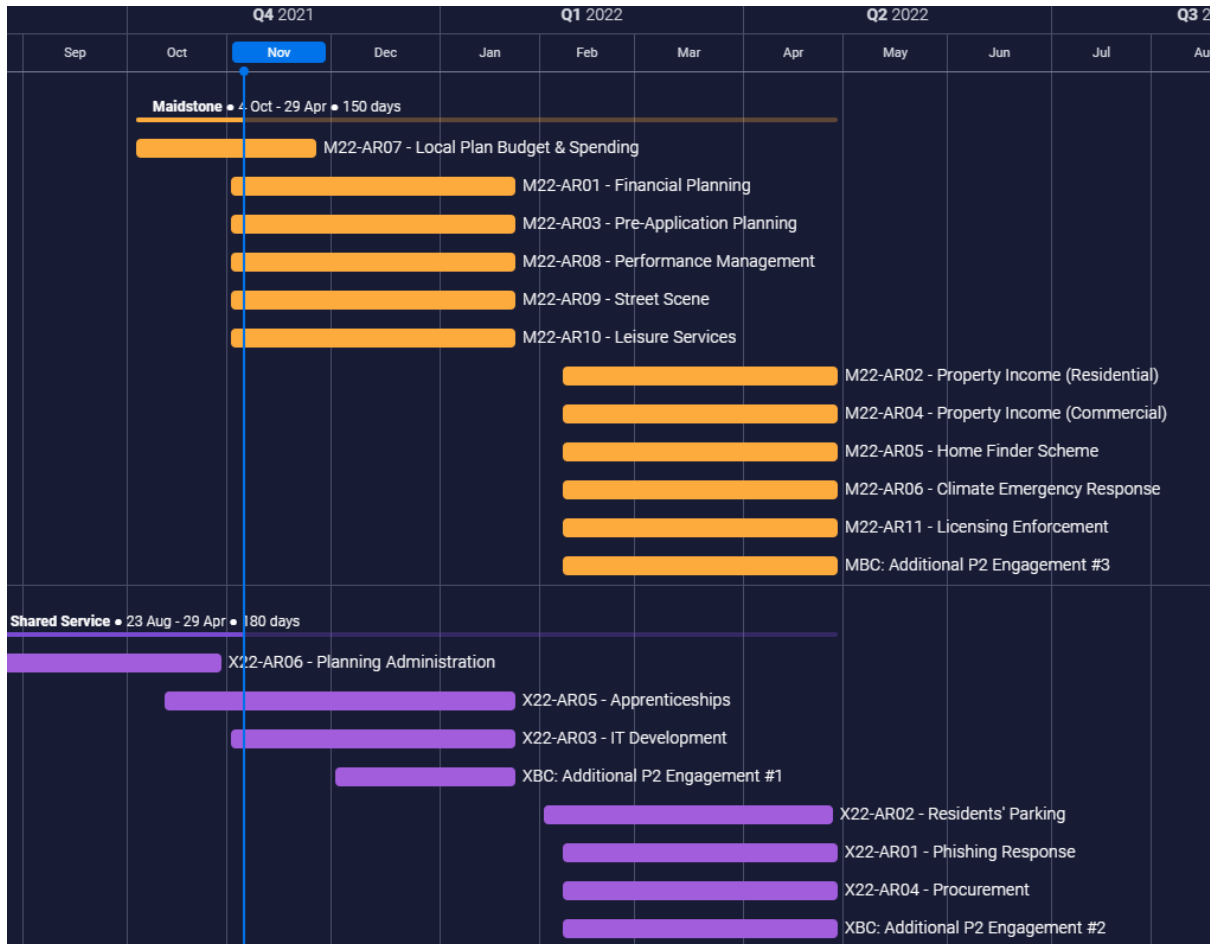 Q4 2021 Q1 2022 Q2 2022 Q3 2
Sep Oct Nov Dec Jan Feb Mar Apr May Jun Jul Au
Maidstone • 4 Oct - 29 Apr • 150 days
M22-AR07 - Local Plan Budget & Spending
M22-AR01 - Financial Planning
M22-AR03 - Pre-Application Planning
M22-AR08 - Performance Management
M22-AR09 - Street Scene
M22-AR10 - Leisure Services
M22-AR02 - Property Income (Residential)
M22-AR04 - Property Income (Commercial)
M22-AR05 - Home Finder Scheme
M22-AR06 - Climate Emergency Response
M22-AR11 - Licensing Enforcement
MBC: Additional P2 Engagement #3
Shared Service • 23 Aug - 29 Apr • 180 days
X22-AR06 - Planning Administration
X22-AR05 - Apprenticeships
X22-AR03 - IT Development
XBC: Additional P2 Engagement #1
X22-AR02 - Residents' Parking
X22-AR01 - Phishing Response
X22-AR04 - Procurement
XBC: Additional P2 Engagement #2